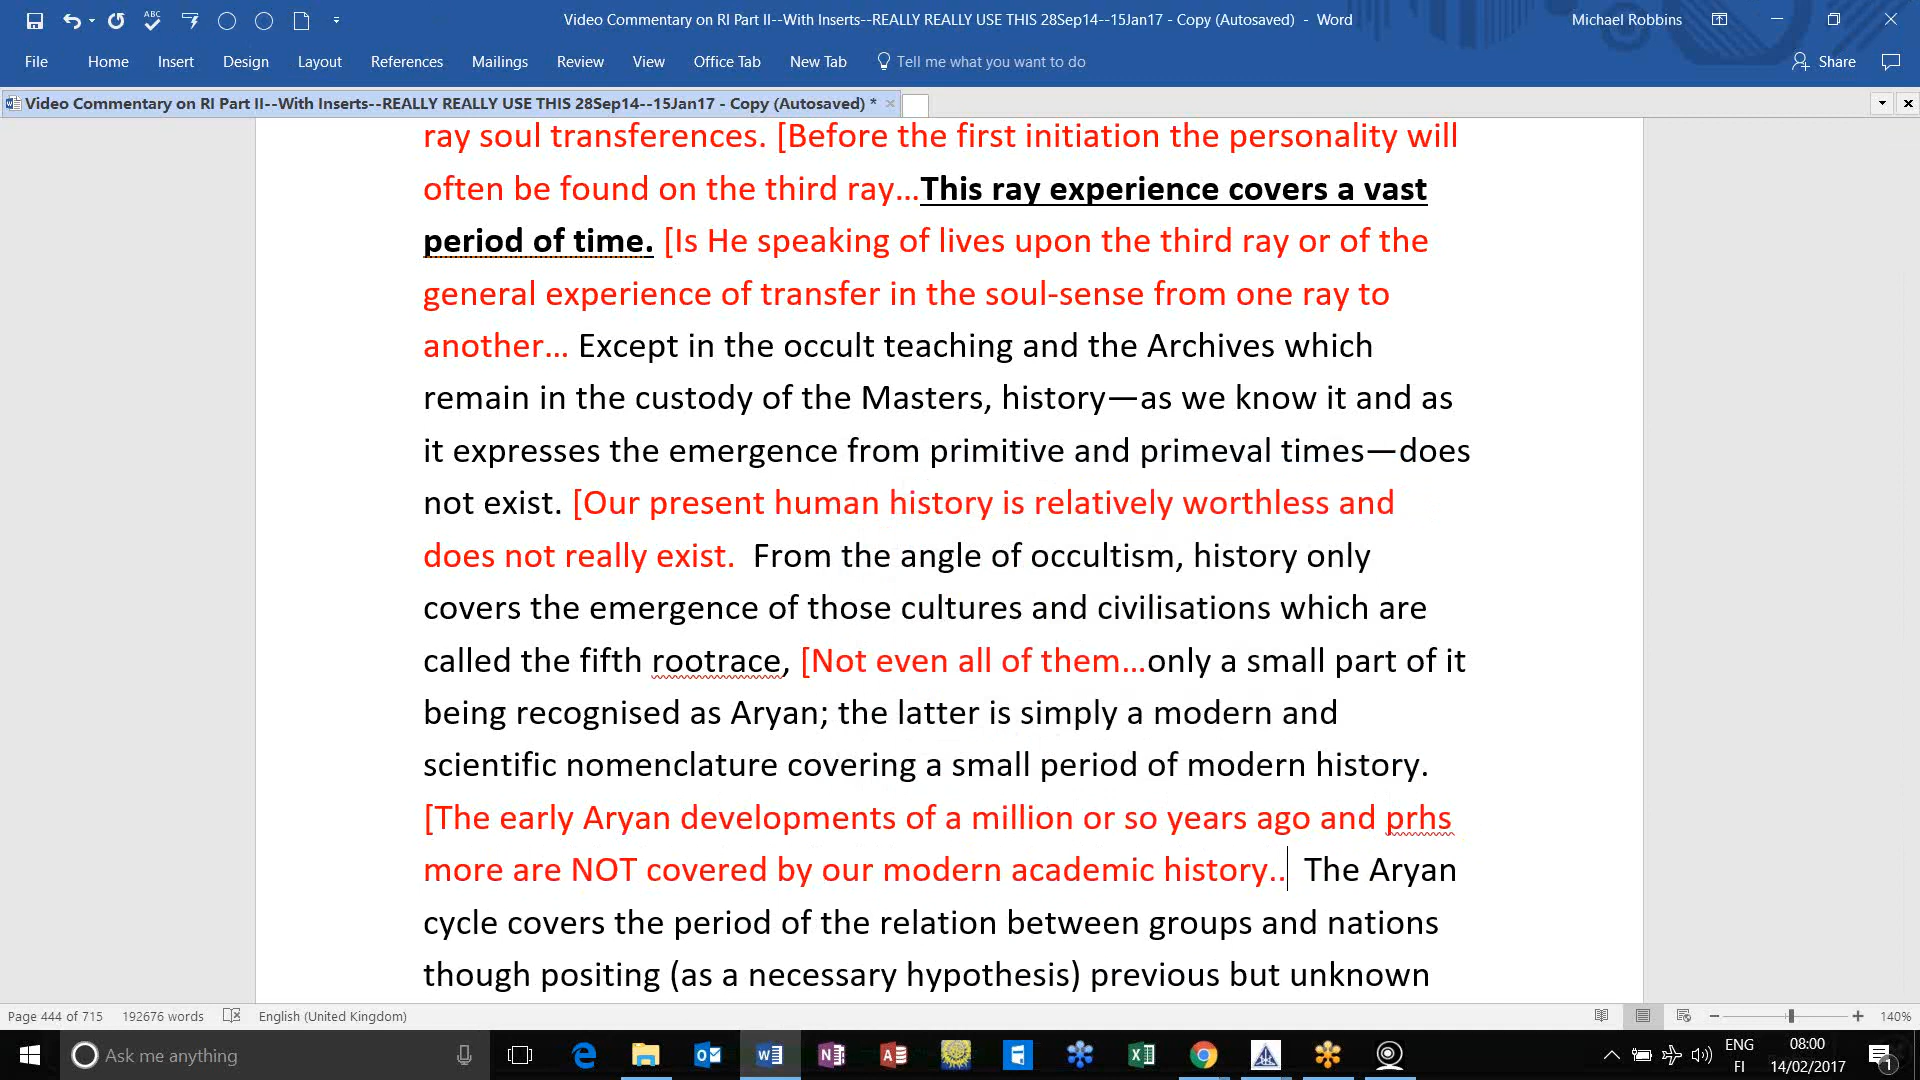 Video Commentary on RI Part II--With Inserts--REALLY REALLY USE THIS 28Sep14--15Jan17 - Copy (Autosaved) - Word
Michael Robbins
File Home Insert Design Layout References Mailings Review View Office Tab New Tab Tell me what you want to do Share
Video Commentary on RI Part II--With Inserts--REALLY REALLY USE THIS 28Sep14--15Jan17 - Copy (Autosaved) *
ray soul transferences. [Before the first initiation the personality will
often be found on the third ray…This ray experience covers a vast
period of time. [Is He speaking of lives upon the third ray or of the
general experience of transfer in the soul-sense from one ray to
another… Except in the occult teaching and the Archives which
remain in the custody of the Masters, history—as we know it and as
it expresses the emergence from primitive and primeval times—does
not exist. [Our present human history is relatively worthless and
does not really exist. From the angle of occultism, history only
covers the emergence of those cultures and civilisations which are
called the fifth rootrace, [Not even all of them…only a small part of it
being recognised as Aryan; the latter is simply a modern and
scientific nomenclature covering a small period of modern history.
[The early Aryan developments of a million or so years ago and prhs
more are NOT covered by our modern academic history.. The Aryan
cycle covers the period of the relation between groups and nations
though positing (as a necessary hypothesis) previous but unknown
Page 444 of 715 192676 words English (United Kingdom) 140%
Ask me anything
ENG 08:00
FI 14/02/2017 1